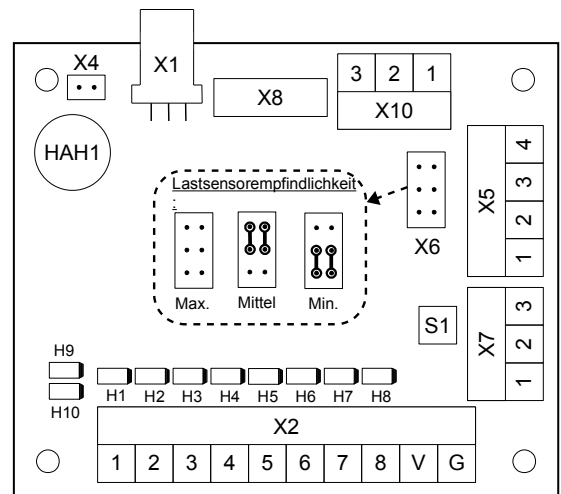 X4
X1
X8
3 2 1
X10
HAH1
Lastsensorempfindlichkeit
:
Max. Mittel Min.
X6
X5
4
3
2
1
S1
X7
3
2
1
H9
H10
H1 H2 H3 H4 H5 H6 H7 H8
X2
1 2 3 4 5 6 7 8 V G